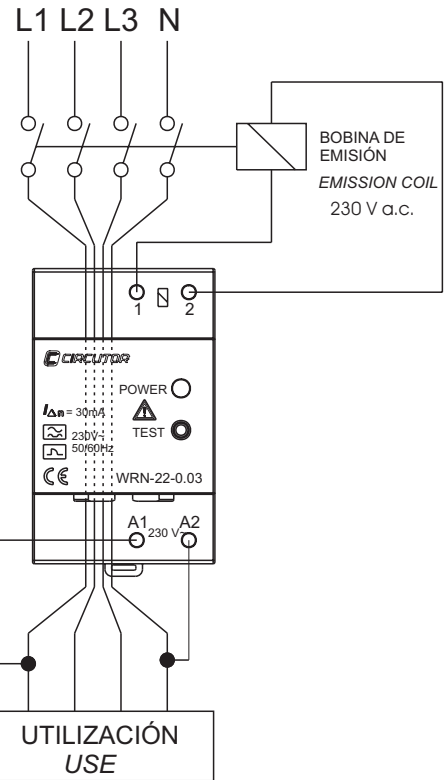 L1 L2 L3 N
BOBINA DE
EMISIÓN
EMISSION COIL
230 V a.c.
1 2
CIRCUTOR
POWER
IΔn = 30mA
TEST
230V~
50/60Hz
CE WRN-22-0.03
A1 230 V~ A2
UTILIZACIÓN
USE